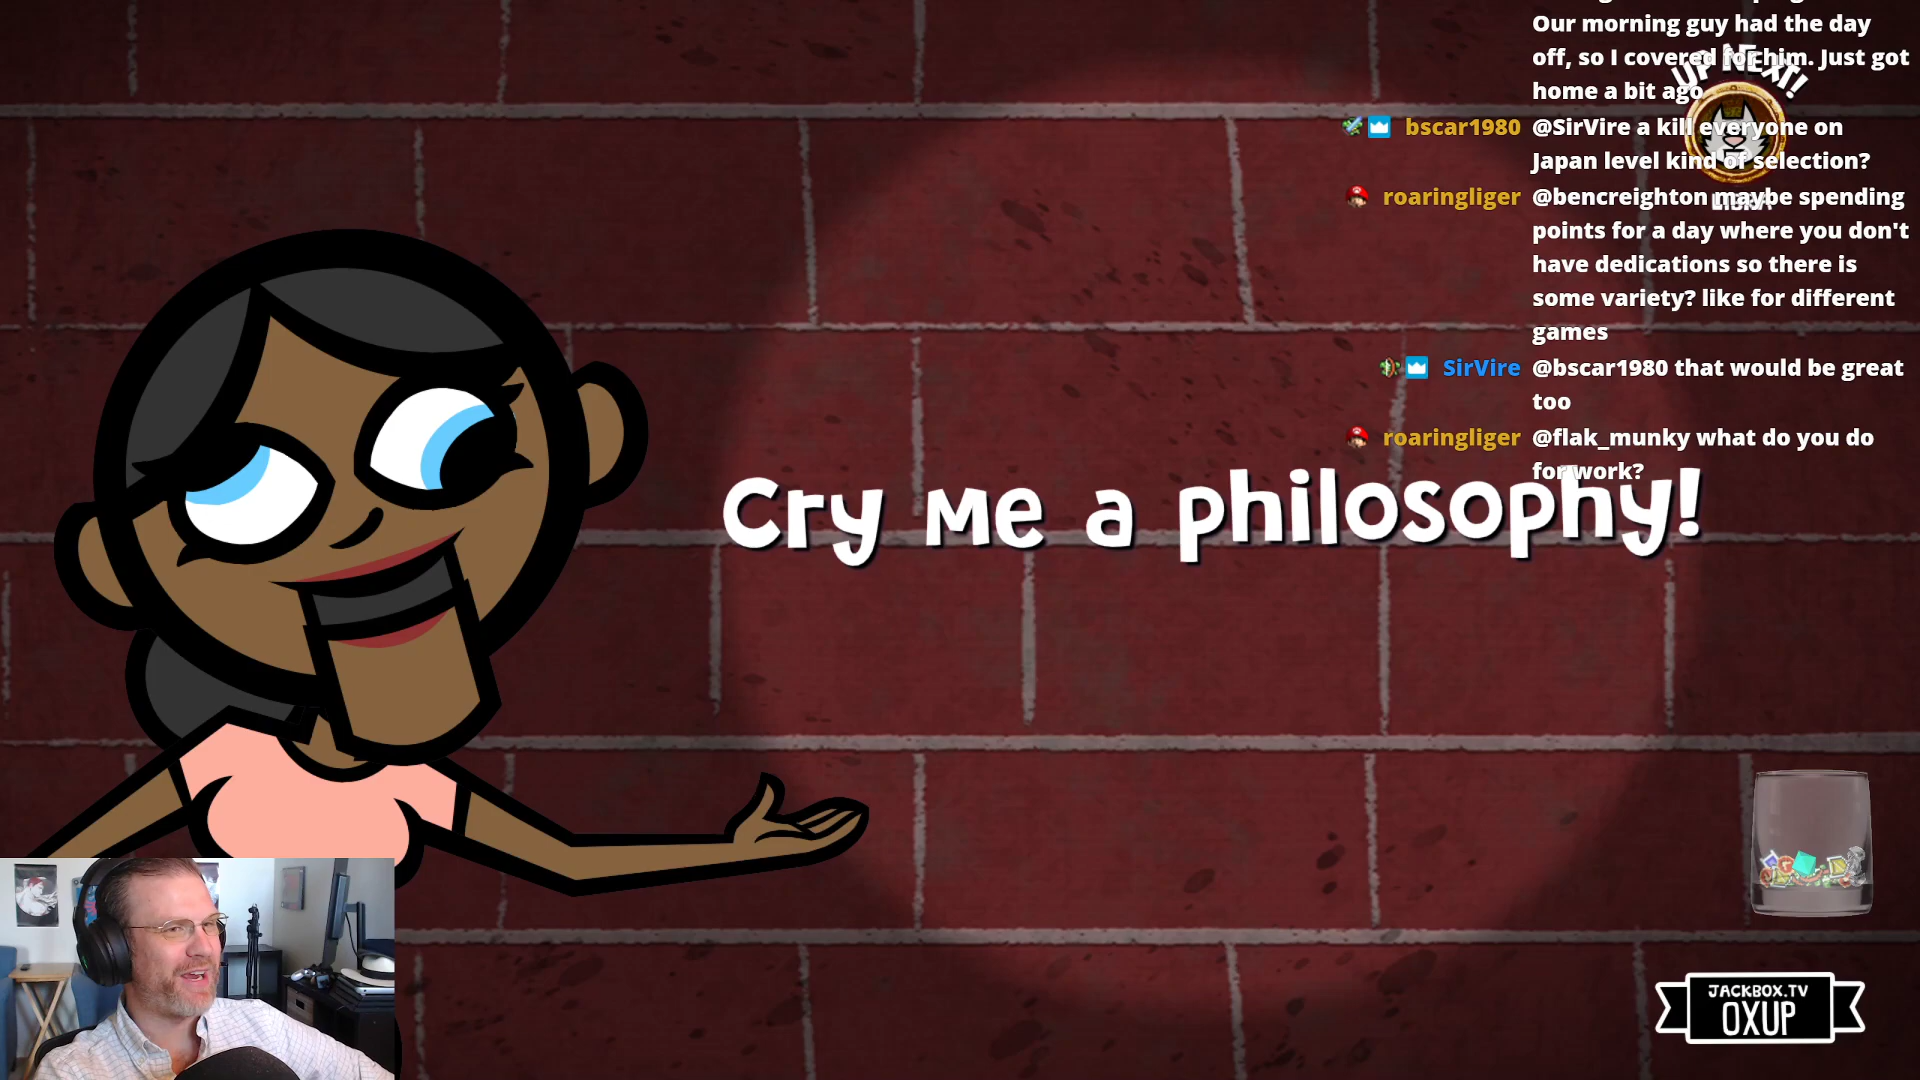 Our morning guy had the day
off, so I covered for him. Just got
home a bit ago
UP NEXT!
bscar1980 @SirVire a kill everyone on
Japan level kind of selection?
LIBRA
roaringliger @bencreighton maybe spending
points for a day where you don't
have dedications so there is
some variety? like for different
games
SirVire @bscar1980 that would be great
too
roaringliger @flak_munky what do you do
for work?
Cry me a philosophy!
JACKBOX.TV
OXUP